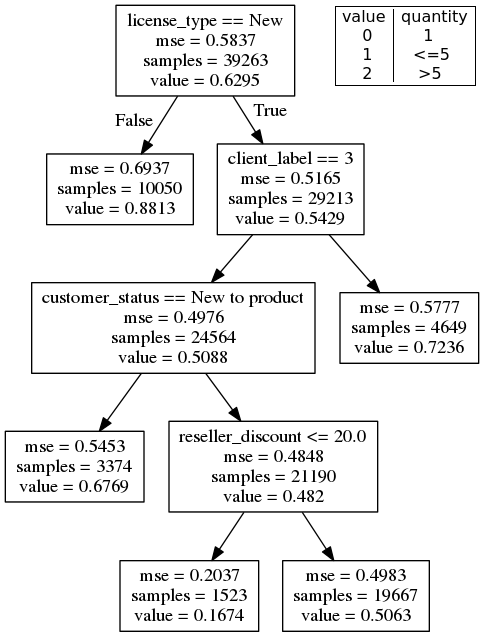 license_type == New
mse = 0.5837
samples = 39263
value = 0.6295
value quantity
0 1
1 <=5
2 >5
False
True
mse = 0.6937
samples = 10050
value = 0.8813
client_label == 3
mse = 0.5165
samples = 29213
value = 0.5429
customer_status == New to product
mse = 0.4976
samples = 24564
value = 0.5088
mse = 0.5777
samples = 4649
value = 0.7236
mse = 0.5453
samples = 3374
value = 0.6769
reseller_discount <= 20.0
mse = 0.4848
samples = 21190
value = 0.482
mse = 0.2037
samples = 1523
value = 0.1674
mse = 0.4983
samples = 19667
value = 0.5063